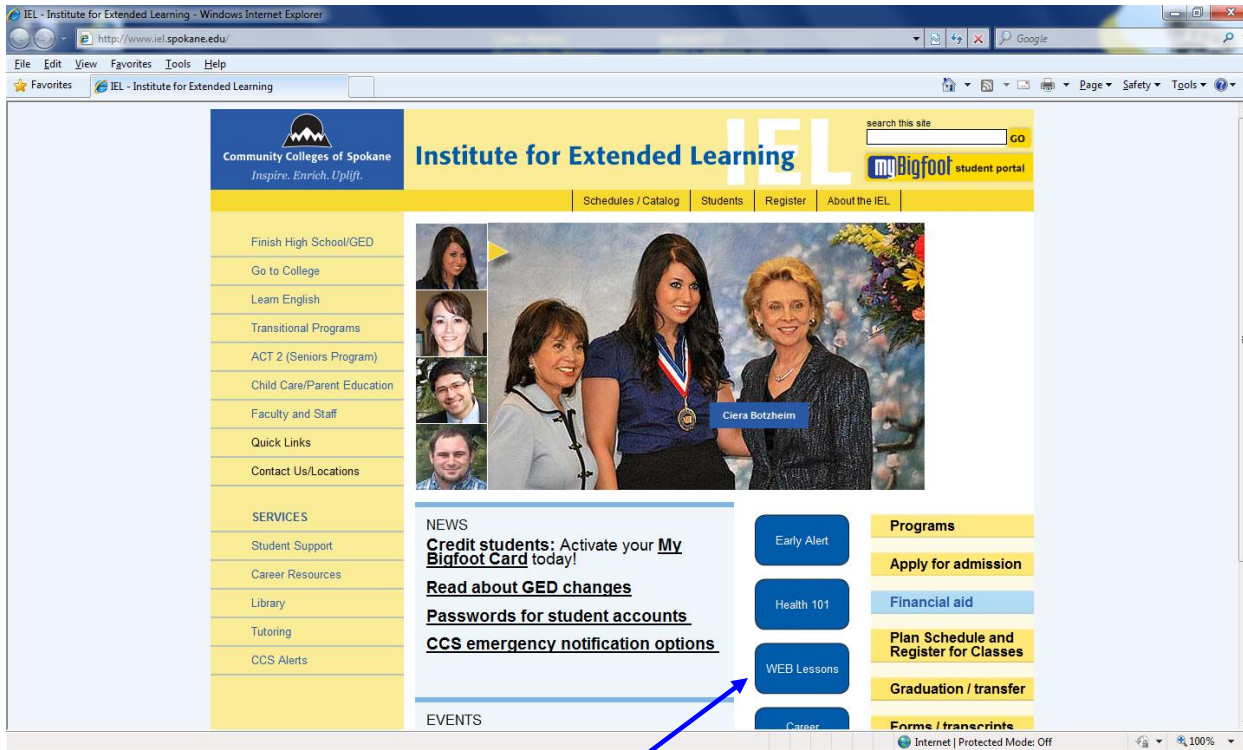 IEL - Institute for Extended Learning - Windows Internet Explorer
http://www.iel.spokane.edu/
Google
File Edit View Favorites Tools Help
Favorites
IEL - Institute for Extended Learning
Page Safety Tools
Community Colleges of Spokane
Inspire. Enrich. Uplift.
IEL
Institute for Extended Learning
search this site
GO
myBigfoot student portal
Schedules / Catalog Students Register About the IEL
Finish High School/GED
Go to College
Learn English
Transitional Programs
ACT 2 (Seniors Program)
Child Care/Parent Education
Faculty and Staff
Quick Links
Contact Us/Locations
SERVICES
Student Support
Career Resources
Library
Tutoring
CCS Alerts
Ciera Botzheim
NEWS
Credit students: Activate your My
Bigfoot Card today!
Read about GED changes
Passwords for student accounts
CCS emergency notification options
EVENTS
Early Alert
Health 101
WEB Lessons
Career
Programs
Apply for admission
Financial aid
Plan Schedule and
Register for Classes
Graduation / transfer
Forms / transcripts
Internet | Protected Mode: Off
100%